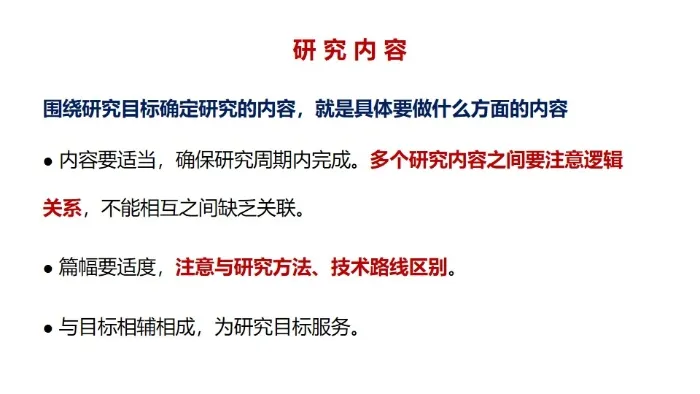 研究内容
围绕研究目标确定研究的内容，就是具体要做什么方面的内容
● 内容要适当，确保研究周期内完成。多个研究内容之间要注意逻辑
关系，不能相互之间缺乏关联。
● 篇幅要适度，注意与研究方法、技术路线区别。
● 与目标相辅相成，为研究目标服务。